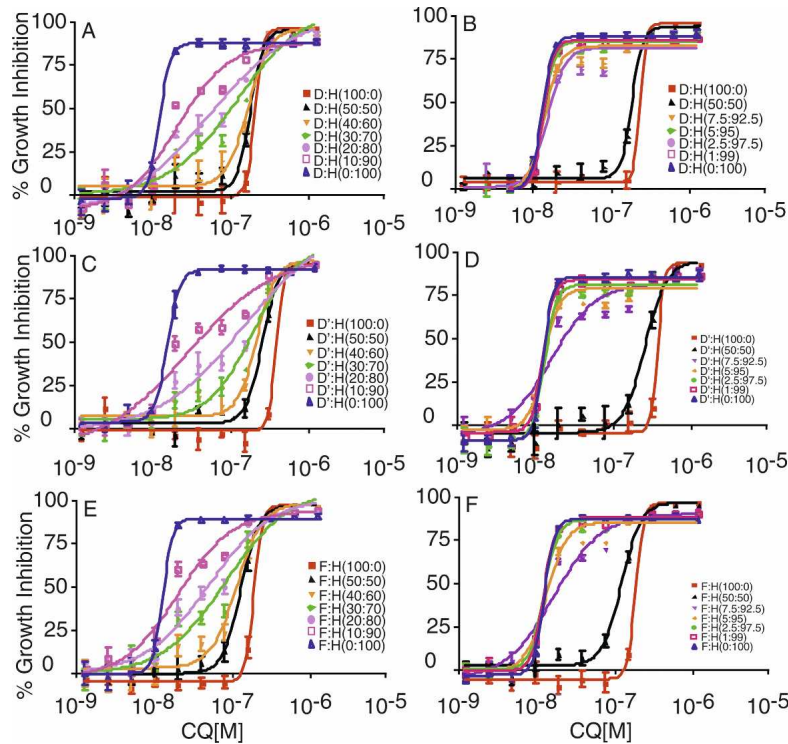 A
% Growth Inhibition
100
75
50
25
0
D:H(100:0)
D:H(50:50)
D:H(40:60)
D:H(30:70)
D:H(20:80)
D:H(10:90)
D:H(0:100)
10-9 10-8 10-7 10-6 10-5
B
100
75
50
25
0
D:H(100:0)
D:H(50:50)
D:H(7.5:92.5)
D:H(5:95)
D:H(2.5:97.5)
D:H(1:99)
D:H(0:100)
10-9 10-8 10-7 10-6 10-5
C
% Growth Inhibition
100
75
50
25
0
D':H(100:0)
D':H(50:50)
D':H(40:60)
D':H(30:70)
D':H(20:80)
D':H(10:90)
D':H(0:100)
10-9 10-8 10-7 10-6 10-5
D
100
75
50
25
0
D':H(100:0)
D':H(50:50)
D':H(7.5:92.5)
D':H(5:95)
D':H(2.5:97.5)
D':H(1:99)
D':H(0:100)
10-9 10-8 10-7 10-6 10-5
E
% Growth Inhibition
100
75
50
25
0
F:H(100:0)
F:H(50:50)
F:H(40:60)
F:H(30:70)
F:H(20:80)
F:H(10:90)
F:H(0:100)
10-9 10-8 10-7 10-6 10-5
CQ[M]
F
100
75
50
25
0
F:H(100:0)
F:H(50:50)
F:H(7.5:92.5)
F:H(5:95)
F:H(2.5:97.5)
F:H(1:99)
F:H(0:100)
10-9 10-8 10-7 10-6 10-5
CQ[M]